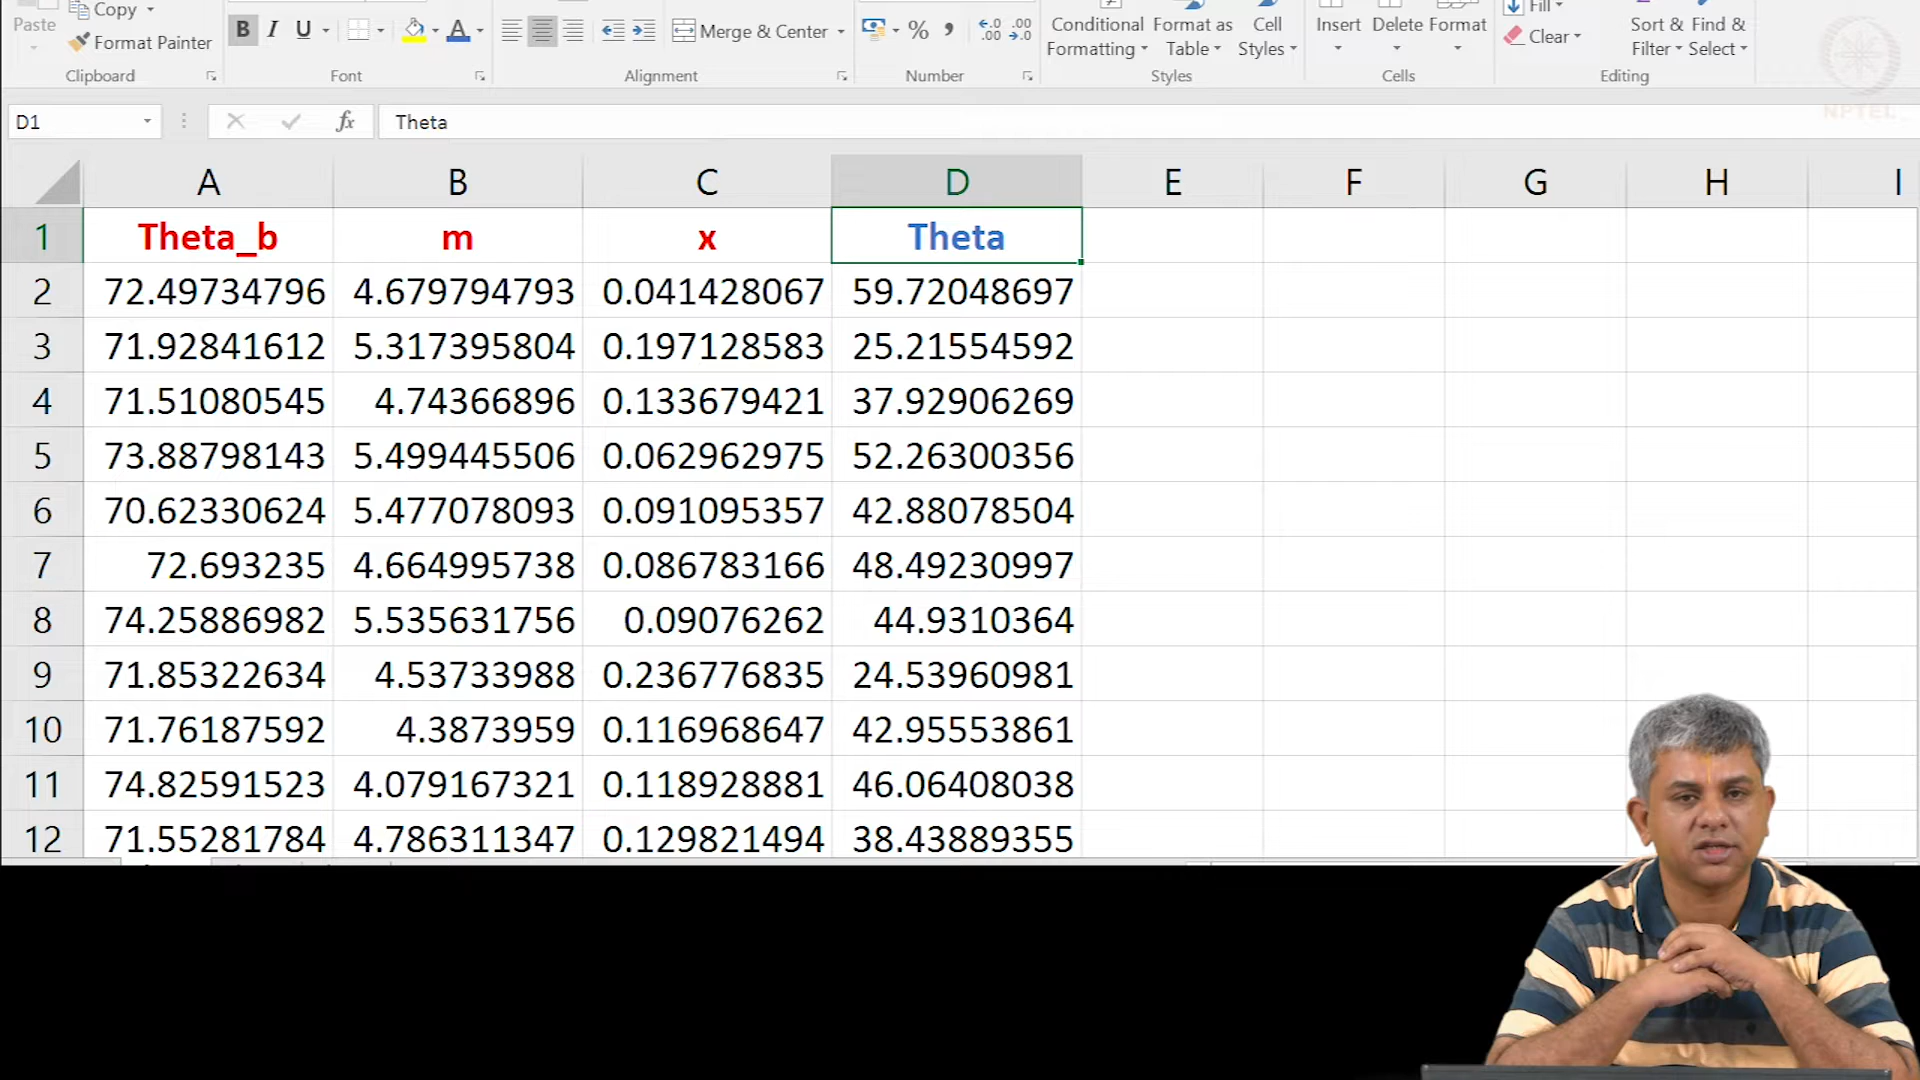 Paste
Copy
Format Painter
Clipboard
B I U A
Font
Merge & Center
Alignment
% ,
.0 .00
.00 .0
Number
Conditional Formatting
Format as Table
Cell Styles
Styles
Insert Delete Format
Cells
Fill
Clear
Sort & Filter
Find & Select
Editing
NPTEL
D1 fx Theta
A B C D E F G H I
1 Theta_b m x Theta
2 72.49734796 4.679794793 0.041428067 59.72048697
3 71.92841612 5.317395804 0.197128583 25.21554592
4 71.51080545 4.74366896 0.133679421 37.92906269
5 73.88798143 5.499445506 0.062962975 52.26300356
6 70.62330624 5.477078093 0.091095357 42.88078504
7 72.693235 4.664995738 0.086783166 48.49230997
8 74.25886982 5.535631756 0.09076262 44.9310364
9 71.85322634 4.53733988 0.236776835 24.53960981
10 71.76187592 4.3873959 0.116968647 42.95553861
11 74.82591523 4.079167321 0.118928881 46.06408038
12 71.55281784 4.786311347 0.129821494 38.43889355